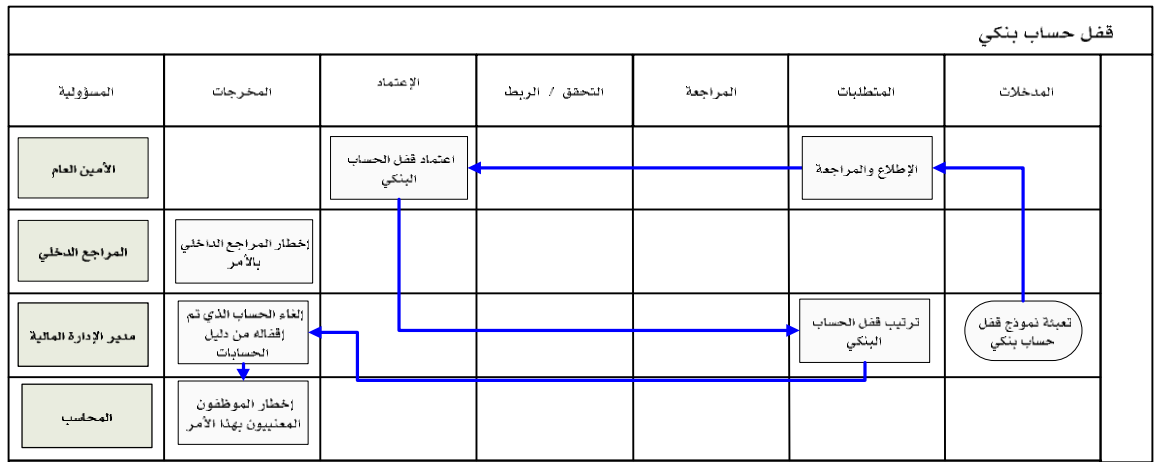 قفل حساب بنكي
المدخلات
المتطلبات
المراجعة
التحقق / الربط
الإعتماد
المخرجات
المسؤولية
الإطلاع والمراجعة
اعتماد قفل الحساب
البنكي
الأمين العام
إخطار المراجع الداخلي
بالأمر
المراجع الدخلي
تعبئة نموذج قفل
حساب بنكي
ترتيب قفل الحساب
البنكي
إلغاء الحساب الذي تم
إقفاله من دليل
الحسابات
مدير الإدارة المالية
إخطار الموظفون
المعنييون بهذا الأمر
المحاسب